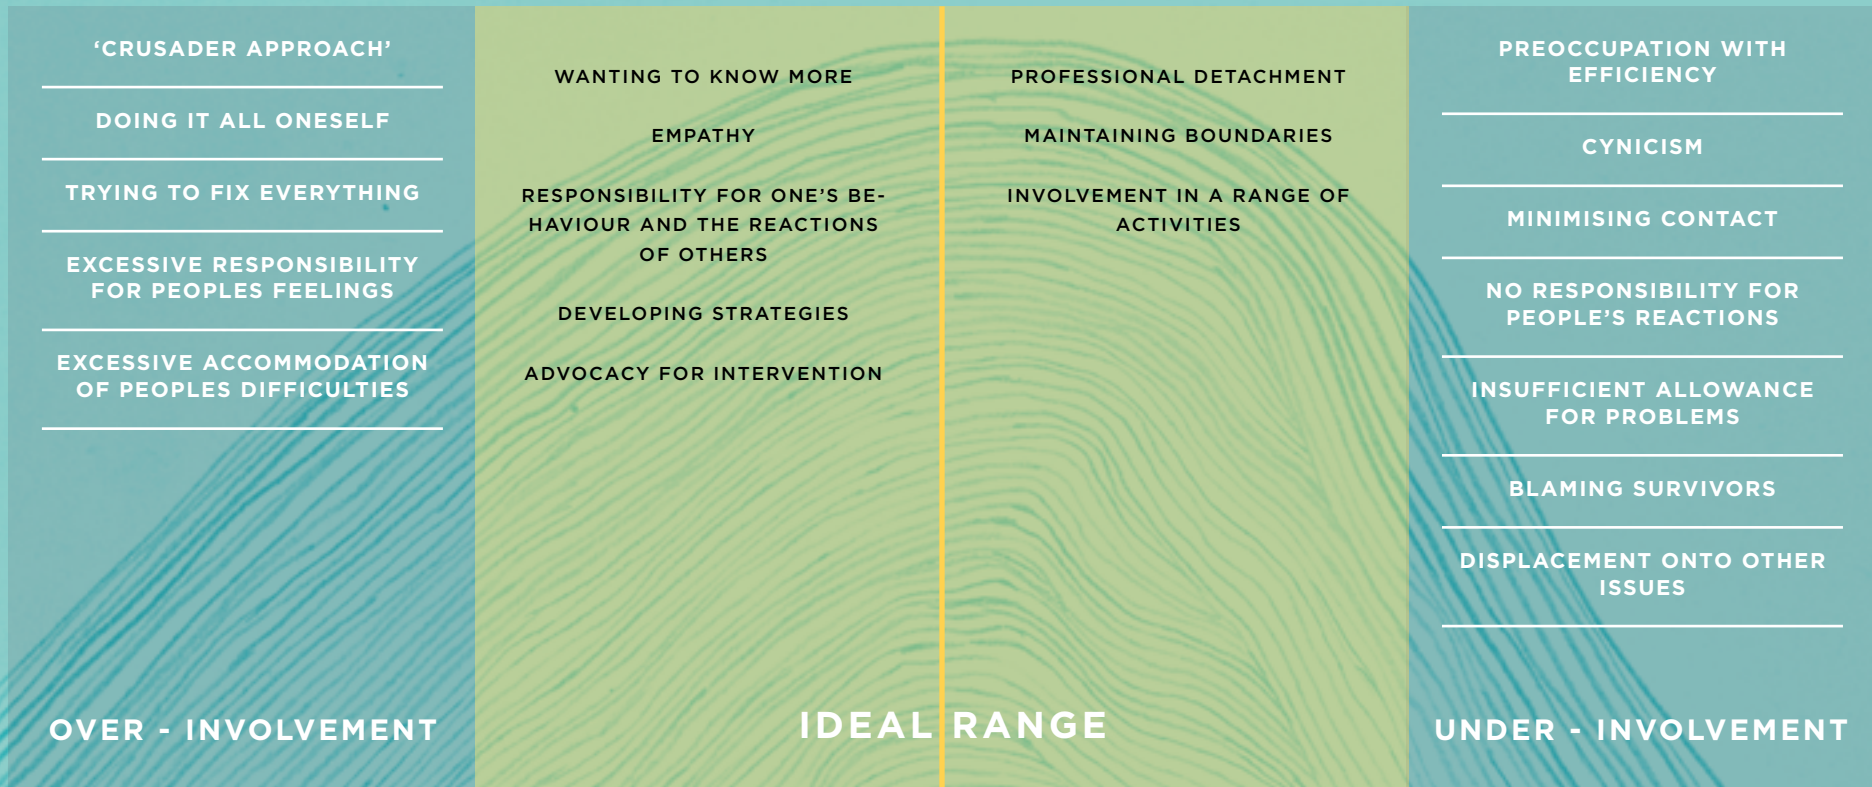 ‘CRUSADER APPROACH’
DOING IT ALL ONESELF
TRYING TO FIX EVERYTHING
EXCESSIVE RESPONSIBILITY
FOR PEOPLES FEELINGS
EXCESSIVE ACCOMMODATION
OF PEOPLES DIFFICULTIES
OVER - INVOLVEMENT
WANTING TO KNOW MORE
EMPATHY
RESPONSIBILITY FOR ONE’S BE-
HAVIOUR AND THE REACTIONS
OF OTHERS
DEVELOPING STRATEGIES
ADVOCACY FOR INTERVENTION
PROFESSIONAL DETACHMENT
MAINTAINING BOUNDARIES
INVOLVEMENT IN A RANGE OF
ACTIVITIES
IDEAL RANGE
PREOCCUPATION WITH
EFFICIENCY
CYNICISM
MINIMISING CONTACT
NO RESPONSIBILITY FOR
PEOPLE’S REACTIONS
INSUFFICIENT ALLOWANCE
FOR PROBLEMS
BLAMING SURVIVORS
DISPLACEMENT ONTO OTHER
ISSUES
UNDER - INVOLVEMENT